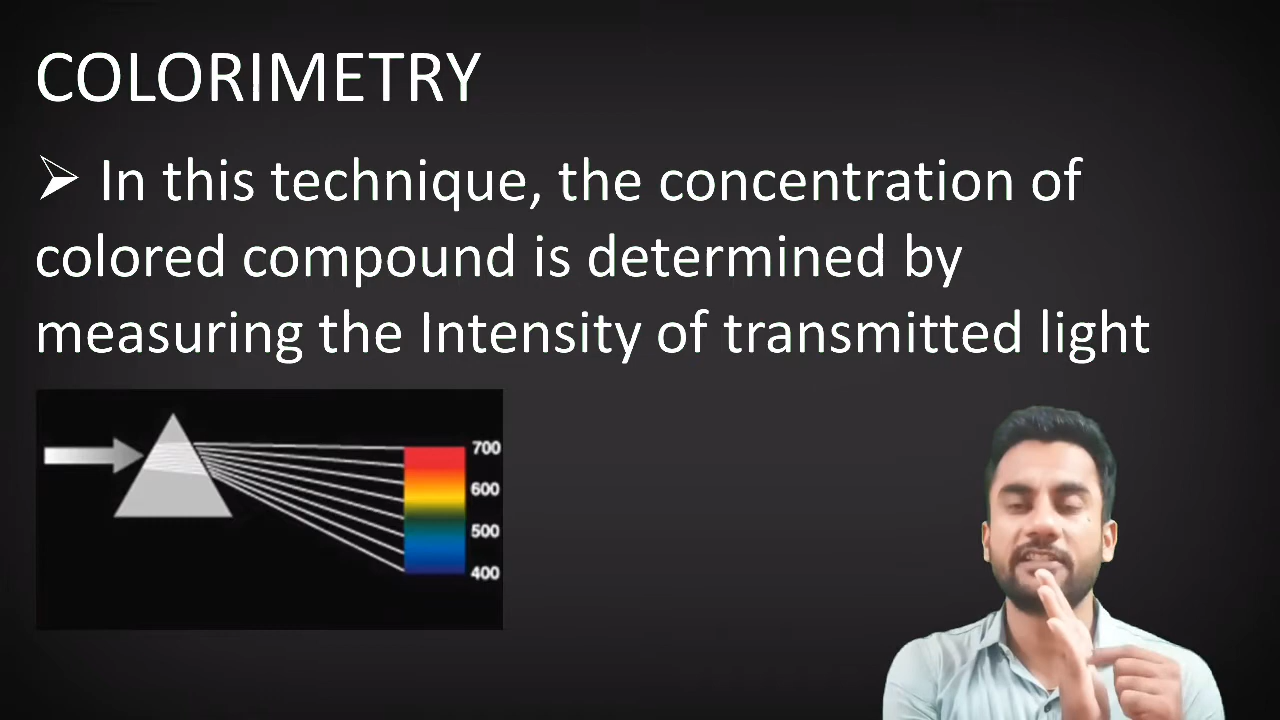 COLORIMETRY
➢ In this technique, the concentration of
colored compound is determined by
measuring the Intensity of transmitted light
700
600
500
400